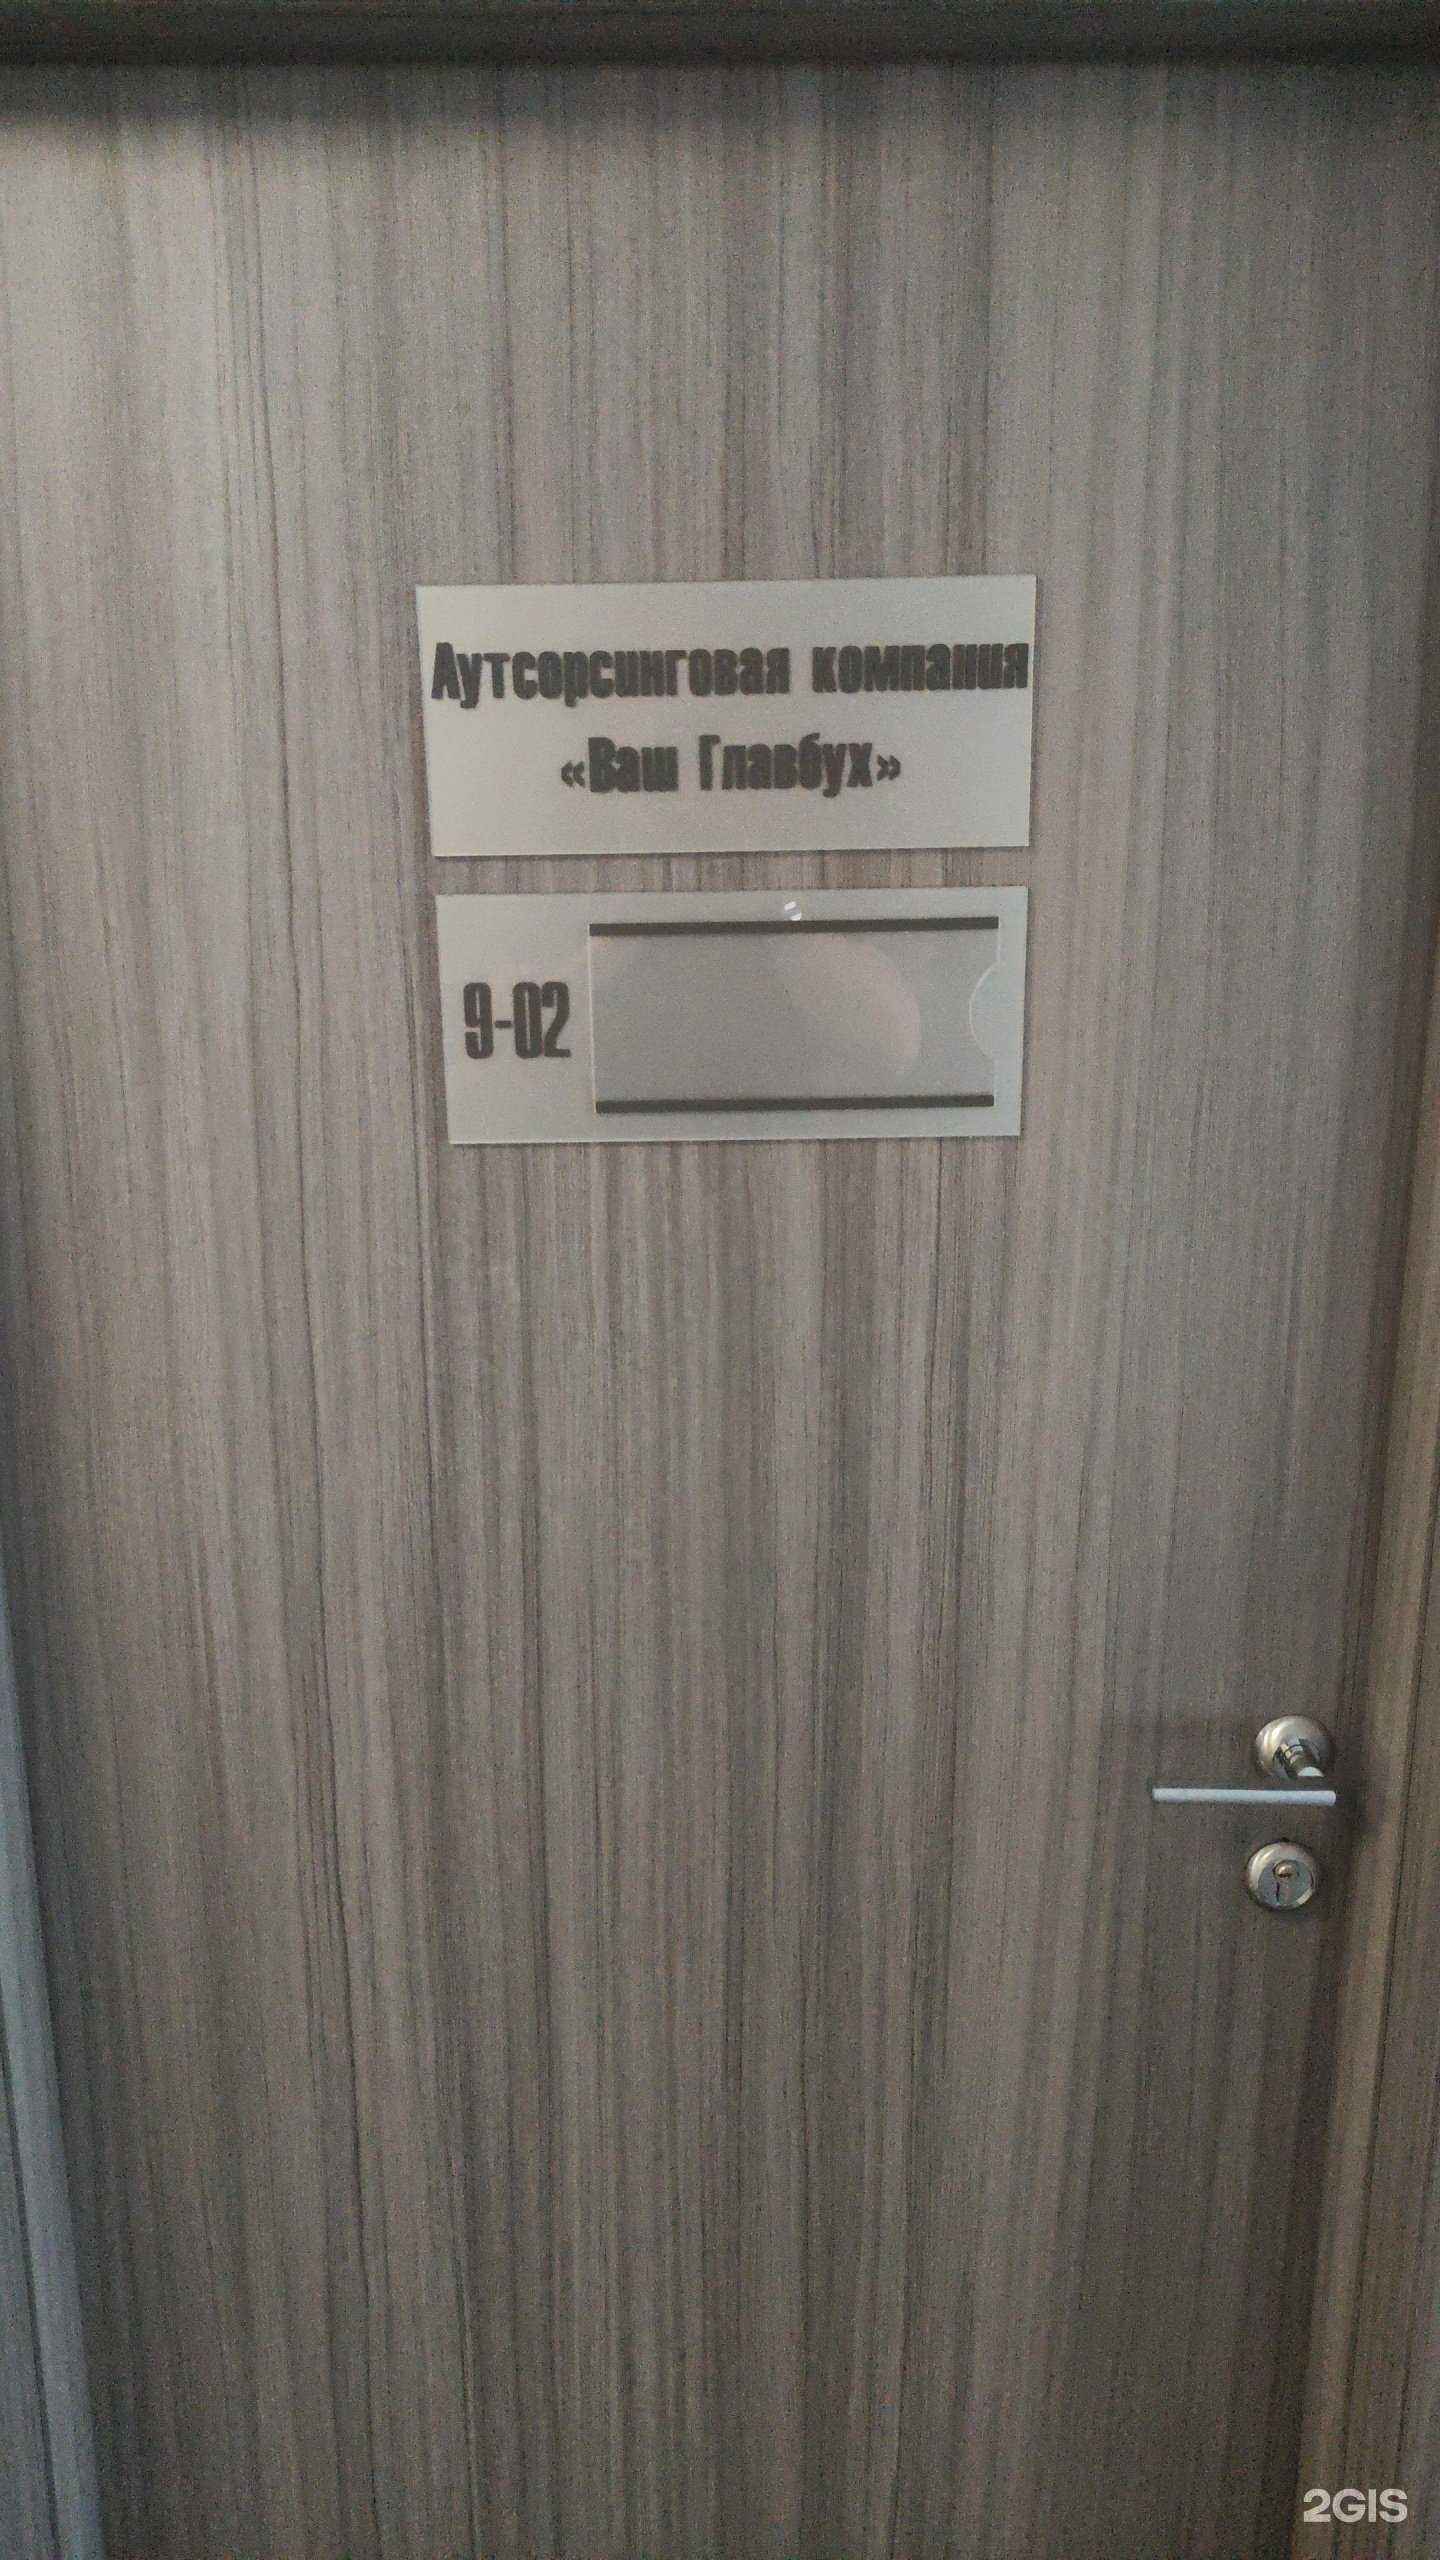 Аутсорсинговая компания
«Ваш Главбух»
9-02
2GIS